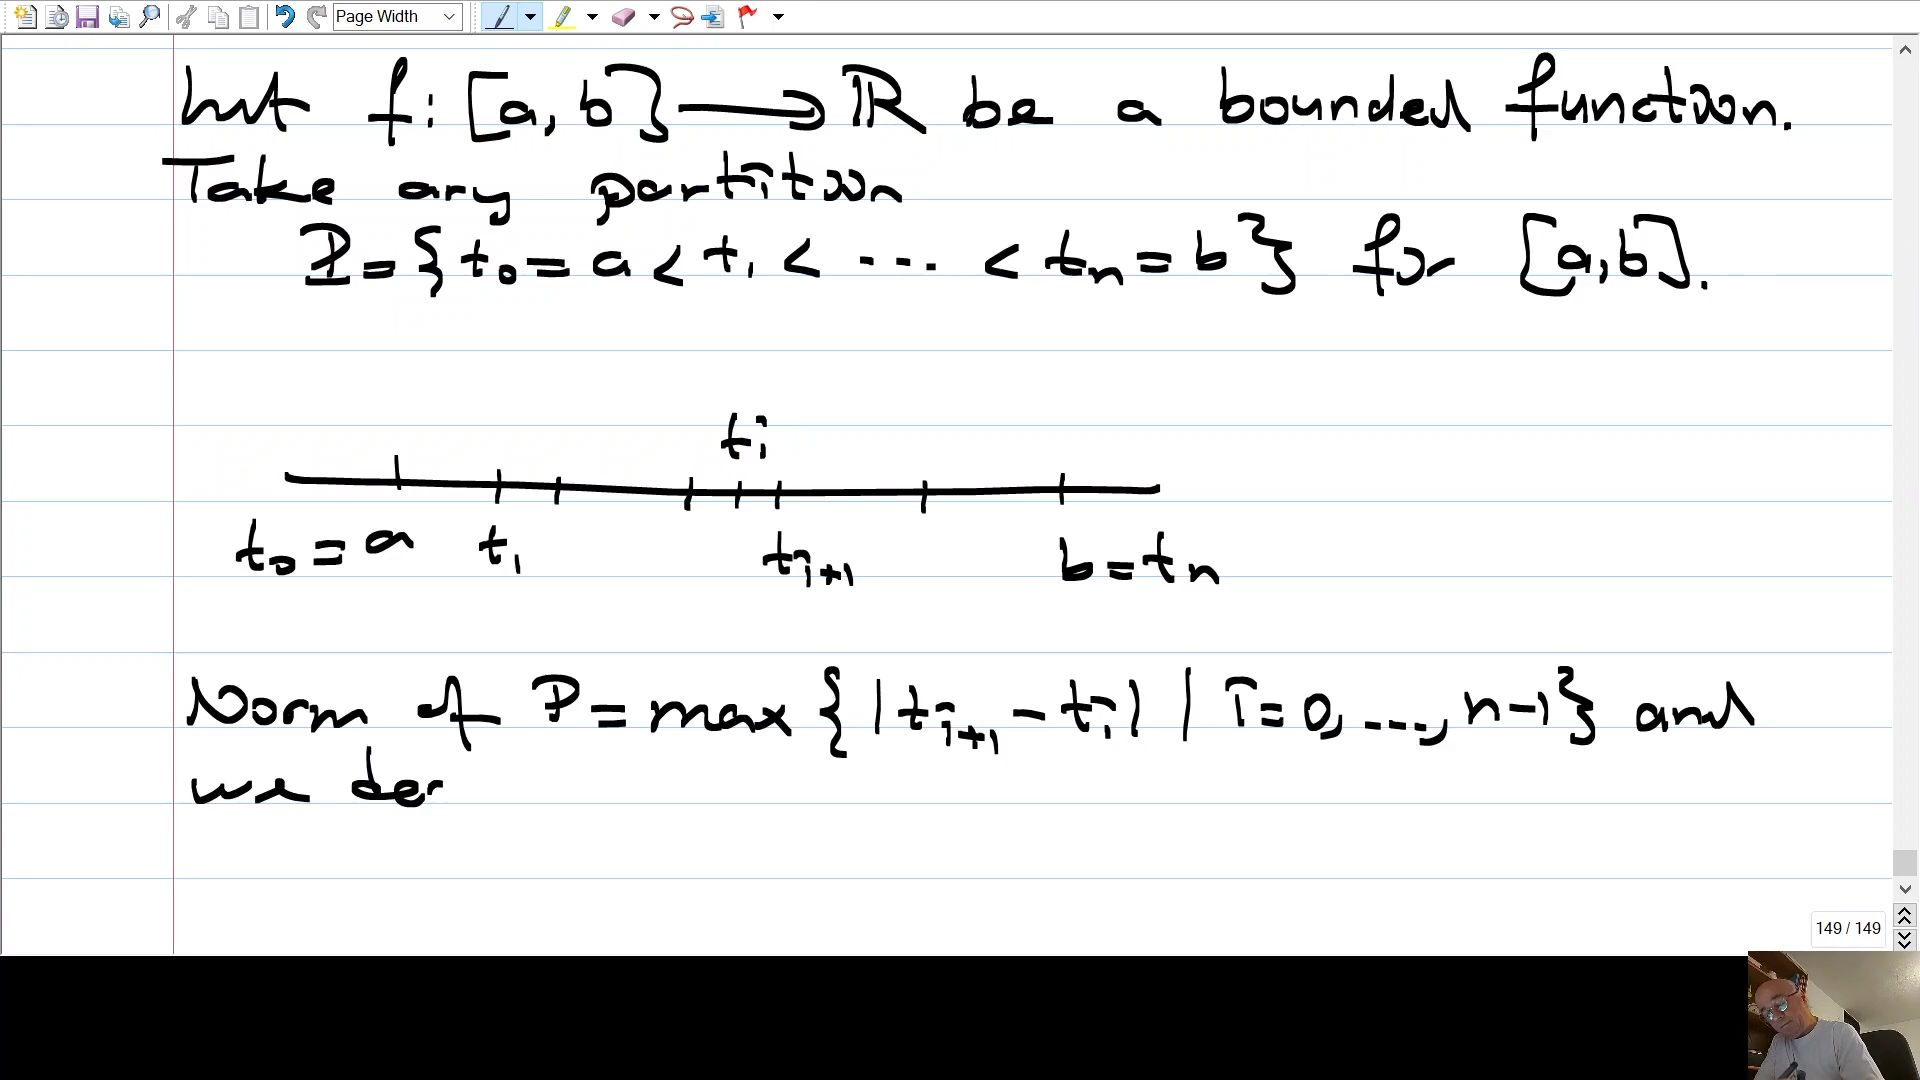 Page Width
Let f: [a, b] ⟶ ℝ be a bounded function.
Take any partition
P = { t₀ = a < t₁ < ... < tₙ = b } for [a, b].
tᵢ
t₀ = a t₁ tᵢ₊₁ b = tₙ
Norm of P = max { | tᵢ₊₁ - tᵢ | | i = 0, ..., n-1 } and
we den
149 / 149